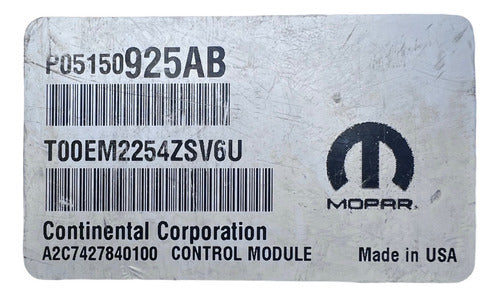 P05150925AB
T00EM2254ZSV6U
MOPAR
Continental Corporation
A2C7427840100 CONTROL MODULE Made in USA